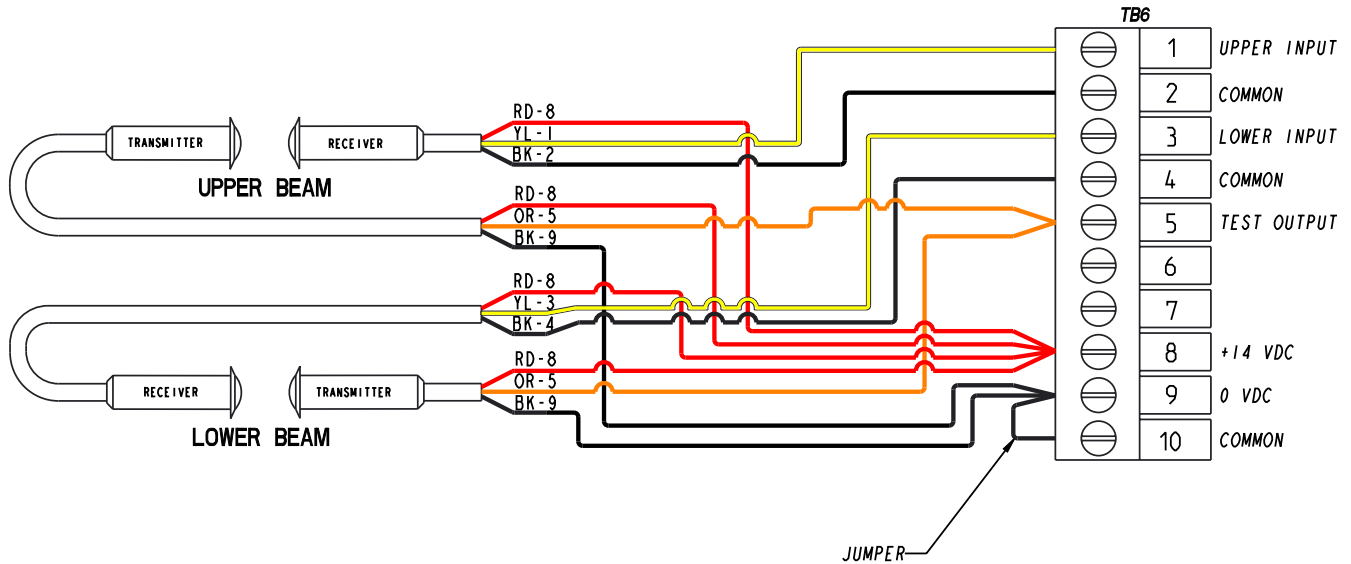 TB6
1 UPPER INPUT
2 COMMON
3 LOWER INPUT
4 COMMON
5 TEST OUTPUT
6
7
8 +14 VDC
9 0 VDC
10 COMMON
RD-8
YL-1
BK-2
TRANSMITTER RECEIVER
UPPER BEAM
RD-8
OR-5
BK-9
RD-8
YL-3
BK-4
RD-8
OR-5
BK-9
RECEIVER TRANSMITTER
LOWER BEAM
JUMPER